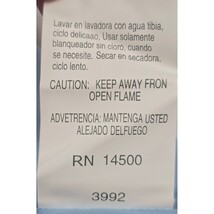 Lavar en lavadora con agua tibia,
ciclo delicado, Usar solamente
blanqueador sin cloro, cuando
se necesite. Secar en secadora,
ciclo lento.
CAUTION: KEEP AWAY FRON
OPEN FLAME
ADVETRENCIA: MANTENGA USTED
ALEJADO DELFUEGO
RN 14500
3992